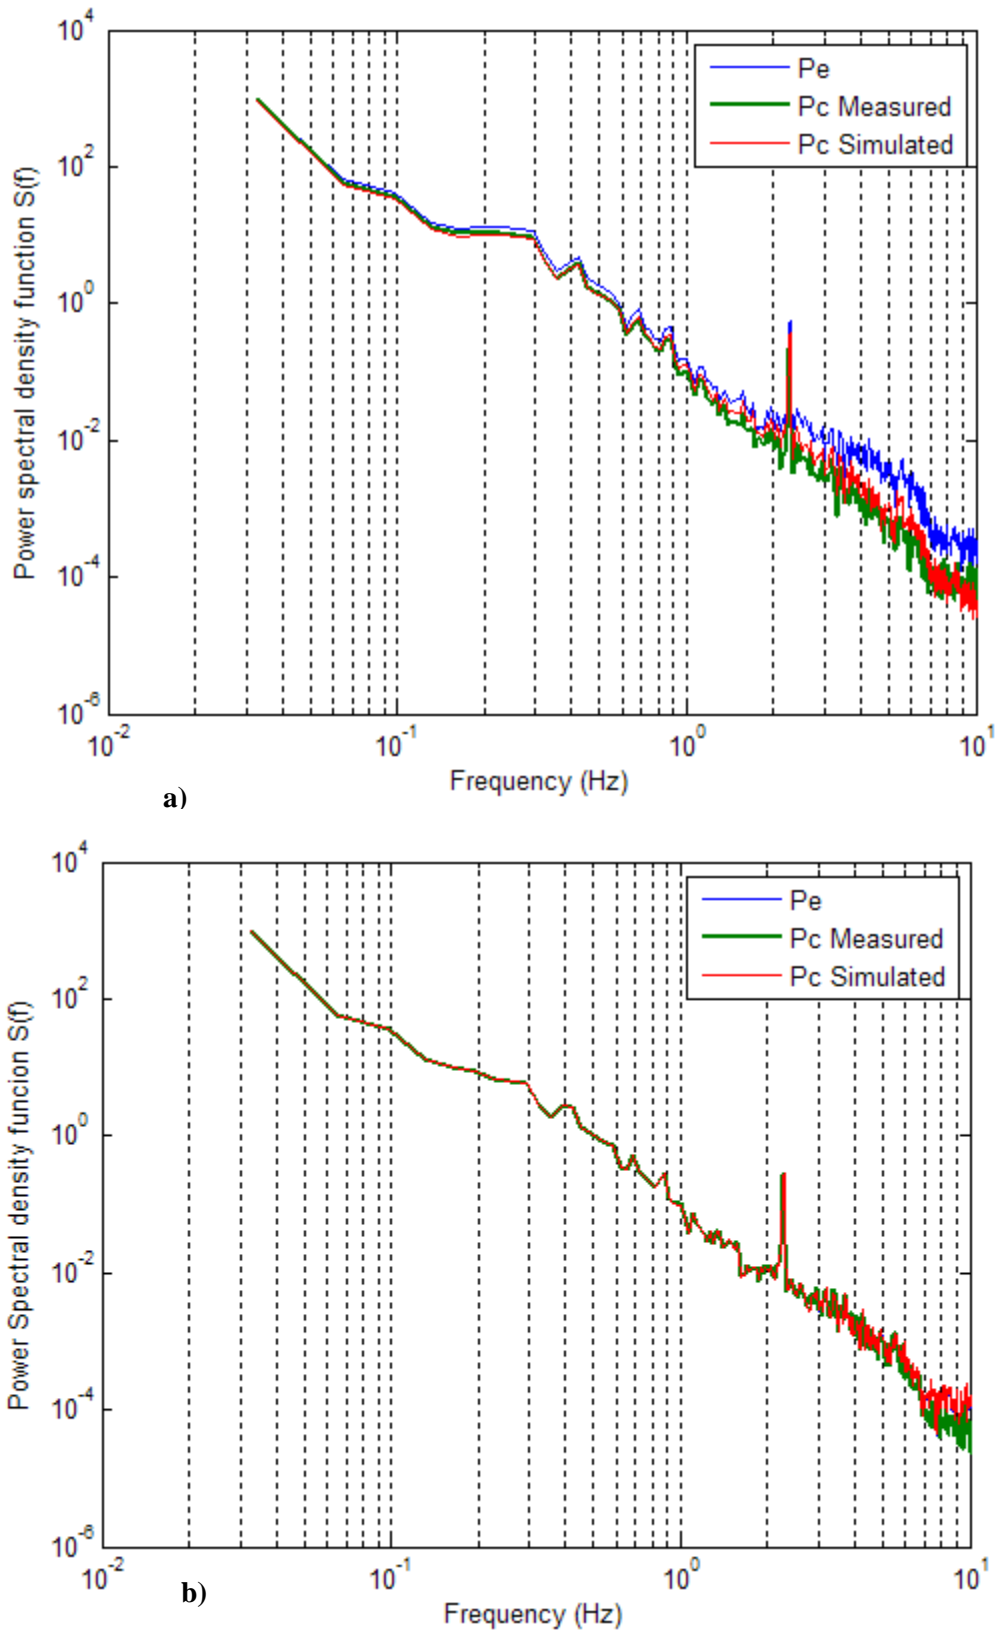 10^4
10^2
10^0
10^-2
10^-4
10^-6
Power spectral density function S(f)
Pe
Pc Measured
Pc Simulated
10^-2
10^-1
10^0
10^1
Frequency (Hz)
a)
10^4
10^2
10^0
10^-2
10^-4
10^-6
Power Spectral density funcion S(f)
Pe
Pc Measured
Pc Simulated
10^-2
10^-1
10^0
10^1
b)
Frequency (Hz)